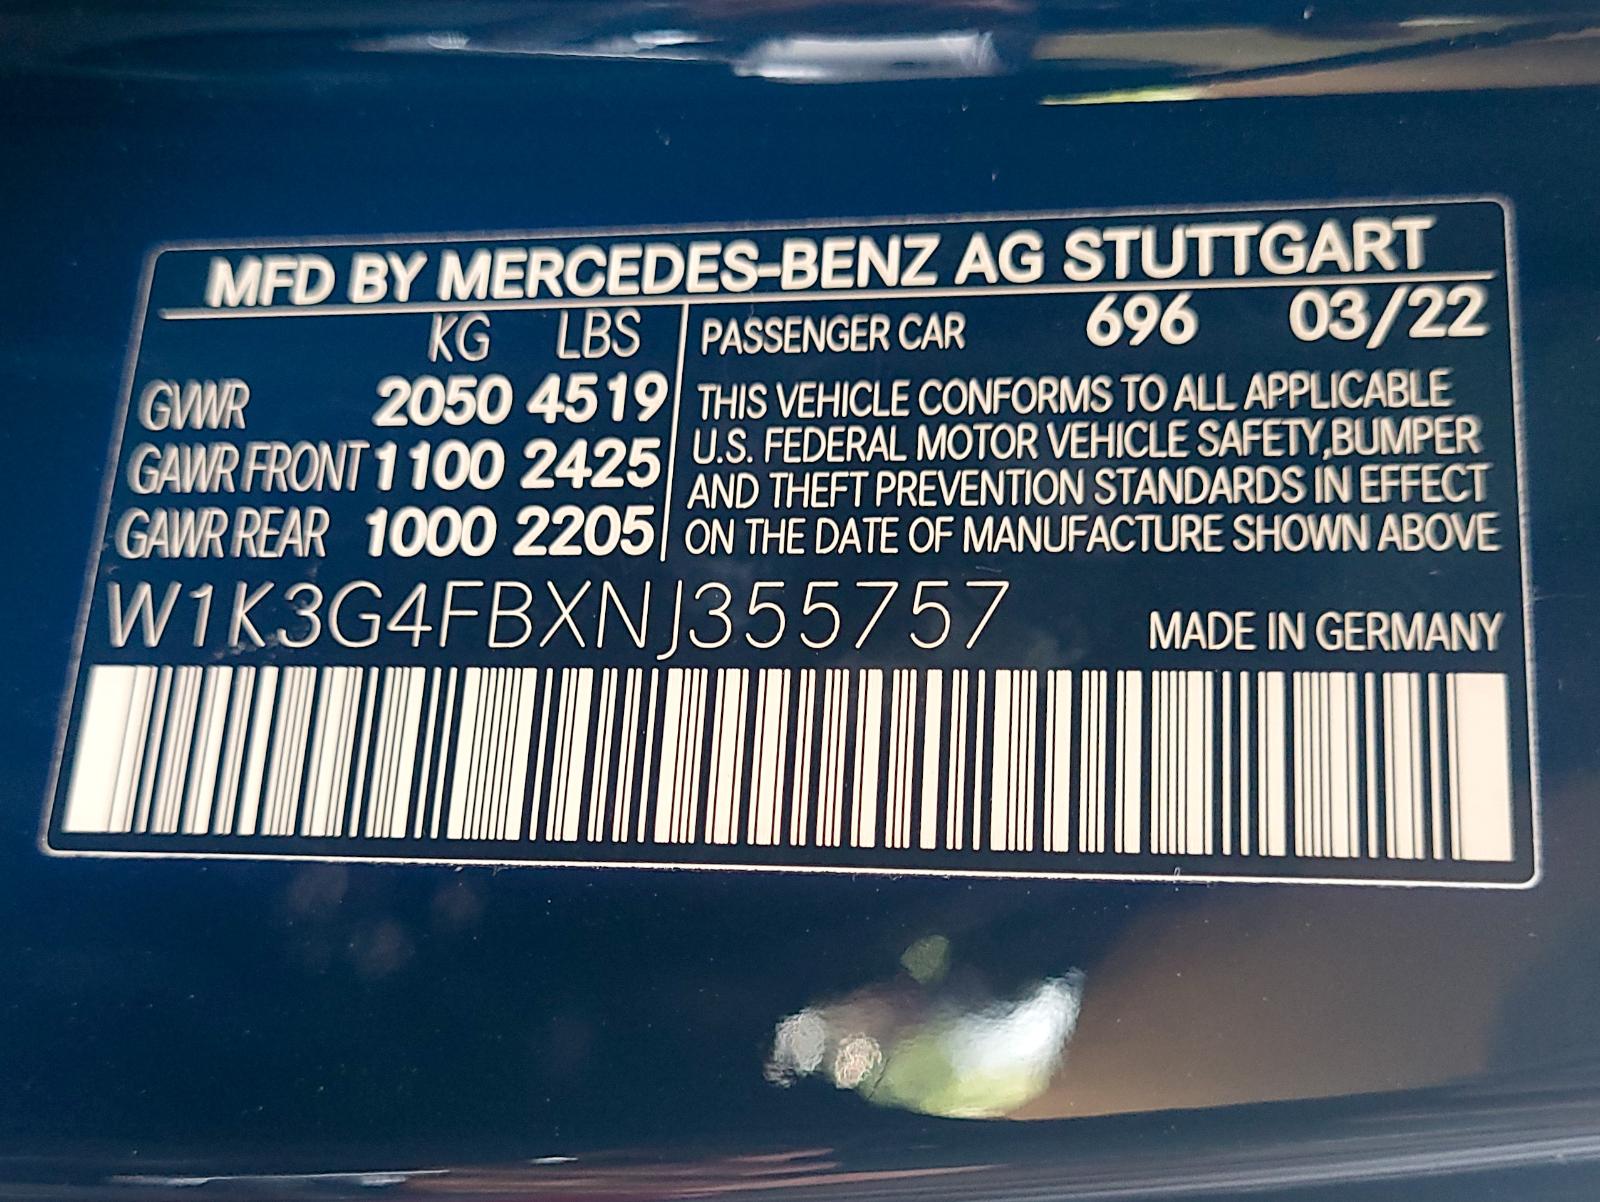 MFD BY MERCEDES-BENZ AG STUTTGART
KG LBS
GVWR 2050 4519
GAWR FRONT 1100 2425
GAWR REAR 1000 2205
PASSENGER CAR 696 03/22
THIS VEHICLE CONFORMS TO ALL APPLICABLE
U.S. FEDERAL MOTOR VEHICLE SAFETY,BUMPER
AND THEFT PREVENTION STANDARDS IN EFFECT
ON THE DATE OF MANUFACTURE SHOWN ABOVE
W1K3G4FBXNJ355757
MADE IN GERMANY